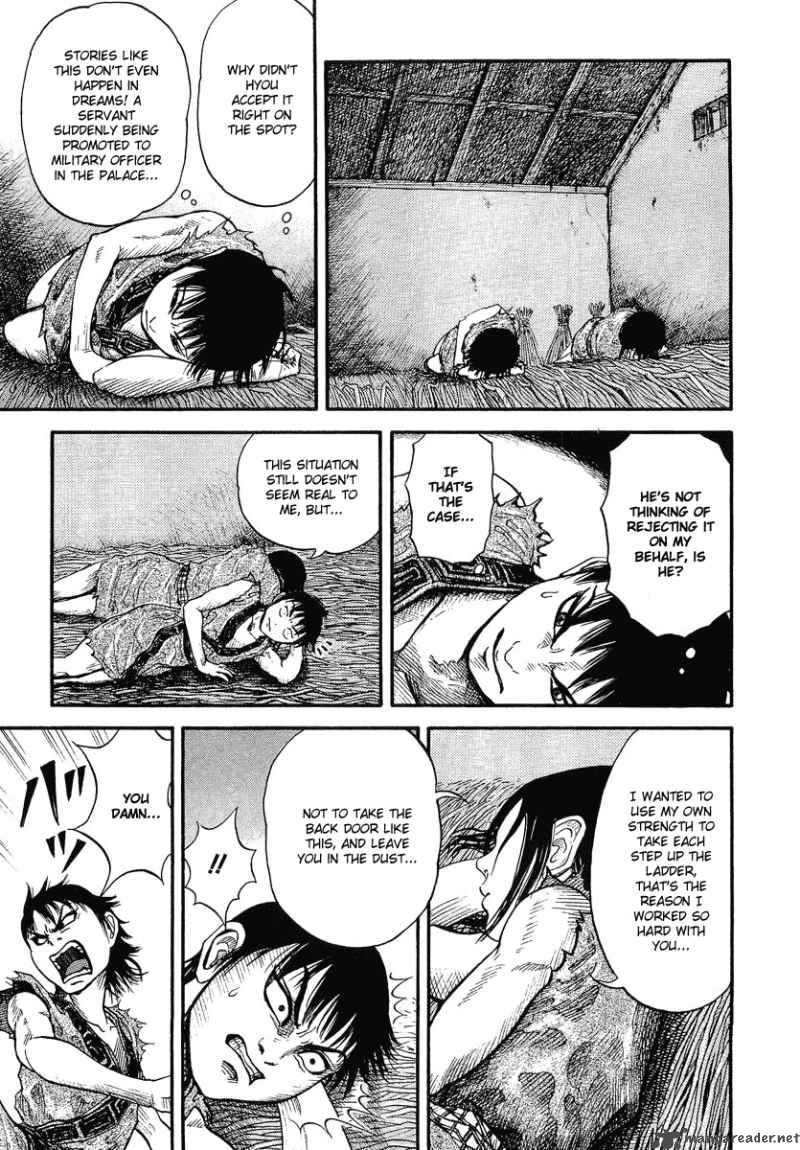 WHY DIDN'T
HYOU
ACCEPT IT
RIGHT ON
THE SPOT?
STORIES LIKE
THIS DON'T EVEN
HAPPEN IN
DREAMS! A
SERVANT
SUDDENLY BEING
PROMOTED TO
MILITARY OFFICER
IN THE PALACE...
HE'S NOT
THINKING OF
REJECTING IT
ON MY
BEHALF, IS
HE?
IF
THAT'S
THE
CASE...
THIS SITUATION
STILL DOESN'T
SEEM REAL TO
ME, BUT...
I WANTED TO
USE MY OWN
STRENGTH TO
TAKE EACH
STEP UP THE
LADDER,
THAT'S THE
REASON I
WORKED SO
HARD WITH
YOU...
NOT TO TAKE THE
BACK DOOR LIKE
THIS, AND LEAVE
YOU IN THE DUST...
!!
YOU
DAMN...
mangareader.net